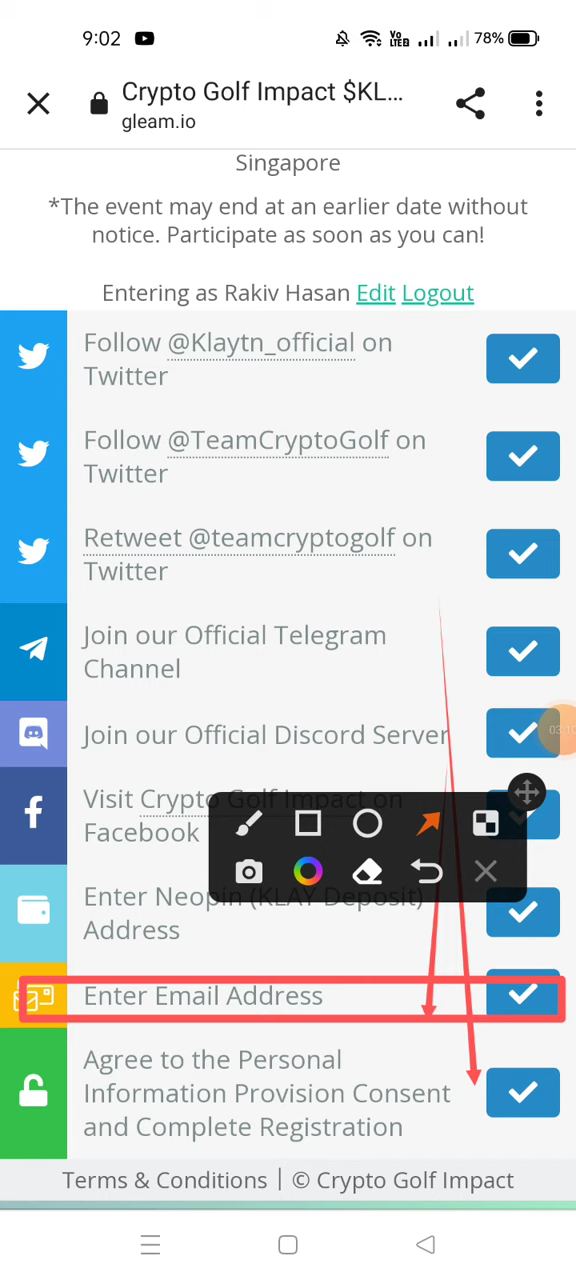 9:02
Vo
LTE2
78%
Crypto Golf Impact $KL...
gleam.io
Singapore
*The event may end at an earlier date without
notice. Participate as soon as you can!
Entering as Rakiv Hasan Edit Logout
Follow @Klaytn_official on
Twitter
Follow @TeamCryptoGolf on
Twitter
Retweet @teamcryptogolf on
Twitter
Join our Official Telegram
Channel
Join our Official Discord Server
Visit Crypto Golf Impact on
Facebook
Enter Neopin (KLAY Deposit)
Address
Enter Email Address
Agree to the Personal
Information Provision Consent
and Complete Registration
Terms & Conditions | © Crypto Golf Impact